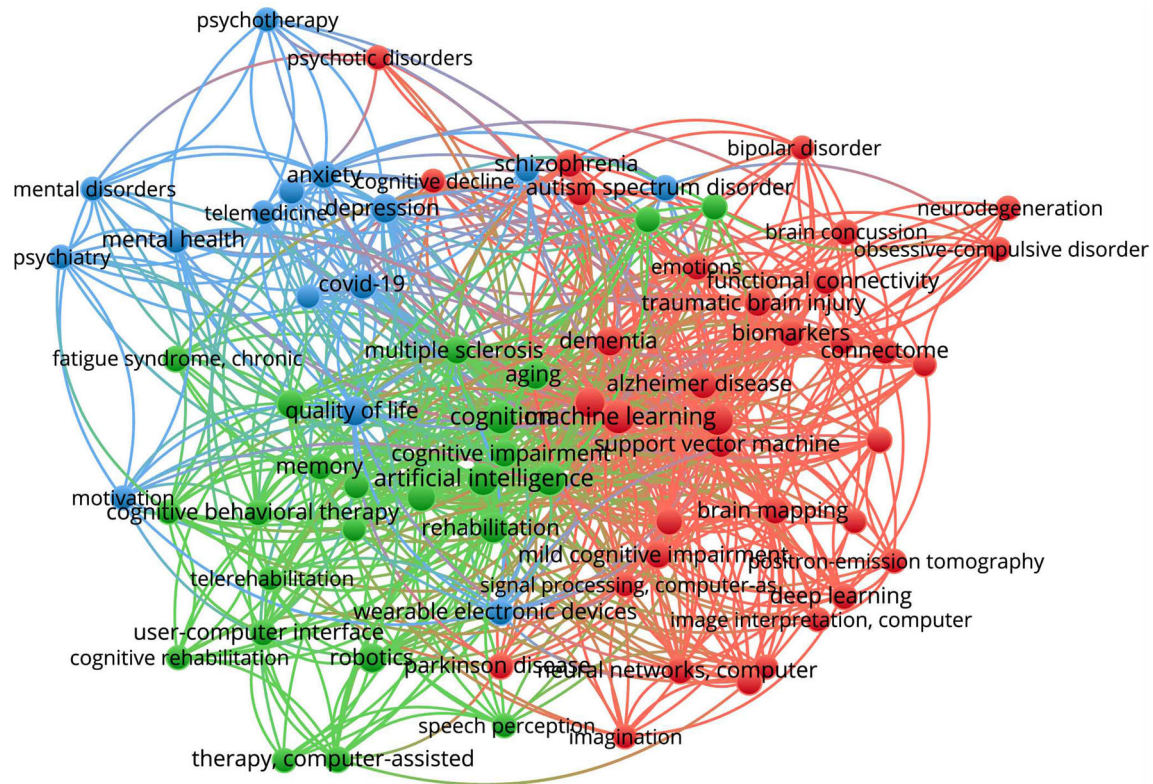 psychotherapy
psychotic disorders
bipolar disorder
schizophrenia
anxiety
cognitive decline
autism spectrum disorder
mental disorders
depression
neurodegeneration
telemedicine
brain concussion
mental health
obsessive-compulsive disorder
psychiatry
emotions
functional connectivity
covid-19
traumatic brain injury
biomarkers
dementia
multiple sclerosis
connectome
fatigue syndrome, chronic
aging
alzheimer disease
quality of life
cognition
machine learning
support vector machine
cognitive impairment
memory
artificial intelligence
motivation
cognitive behavioral therapy
brain mapping
rehabilitation
mild cognitive impairment
positron-emission tomography
telerehabilitation
signal processing, computer-as
deep learning
wearable electronic devices
image interpretation, computer
user-computer interface
cognitive rehabilitation
robotics
parkinson disease
neural networks, computer
speech perception
imagination
therapy, computer-assisted